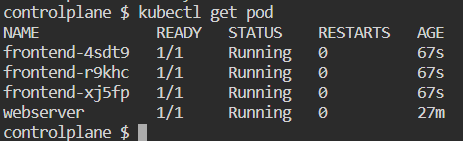 controlplane $ kubectl get pod
NAME READY STATUS RESTARTS AGE
frontend-4sdt9 1/1 Running 0 67s
frontend-r9khc 1/1 Running 0 67s
frontend-xj5fp 1/1 Running 0 67s
webserver 1/1 Running 0 27m
controlplane $